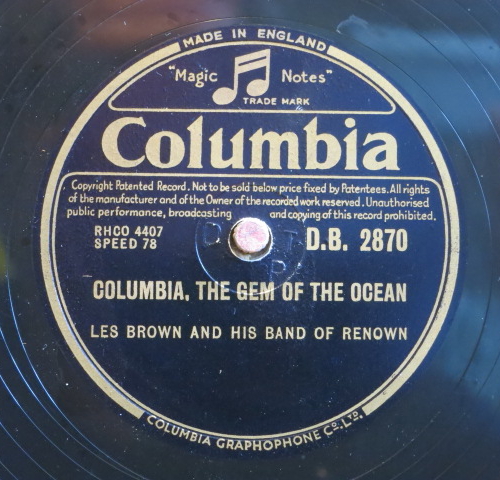 MADE IN ENGLAND
"Magic Notes"
TRADE MARK
Columbia
Copyright Patented Record. Not to be sold below price fixed by Patentees. All rights
of the manufacturer and of the Owner of the recorded work reserved. Unauthorised
public performance, broadcasting and copying of this record prohibited.
RHCO 4407
SPEED 78
D.B. 2870
COLUMBIA, THE GEM OF THE OCEAN
LES BROWN AND HIS BAND OF RENOWN
COLUMBIA GRAPHOPHONE CO. LTD.